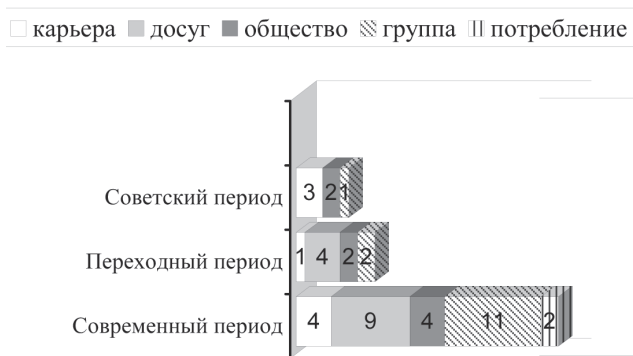 карьера досуг общество группа потребление
Советский период 3 2 1
Переходный период 1 4 2 2
Современный период 4 9 4 11 2